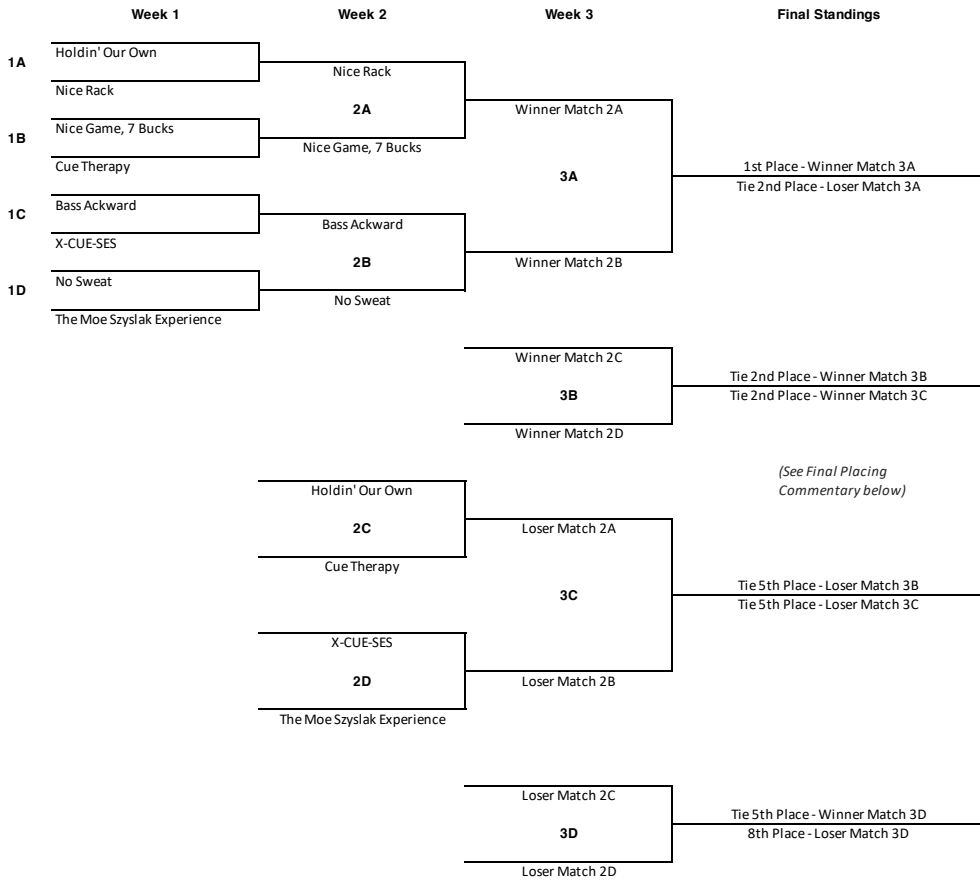 Week 1 Week 2 Week 3 Final Standings
Holdin' Our Own
1A
Nice Rack
Nice Rack
2A
Winner Match 2A
Nice Game, 7 Bucks
1B
Nice Game, 7 Bucks
Cue Therapy
1st Place - Winner Match 3A
3A
Tie 2nd Place - Loser Match 3A
Bass Ackward
1C
Bass Ackward
X-CUE-SES
2B
Winner Match 2B
No Sweat
1D
No Sweat
The Moe Szyslak Experience
Winner Match 2C
Tie 2nd Place - Winner Match 3B
3B
Tie 2nd Place - Winner Match 3C
Winner Match 2D
(See Final Placing
Commentary below)
Holdin' Our Own
2C
Loser Match 2A
Cue Therapy
Tie 5th Place - Loser Match 3B
3C
Tie 5th Place - Loser Match 3C
X-CUE-SES
2D
Loser Match 2B
The Moe Szyslak Experience
Loser Match 2C
Tie 5th Place - Winner Match 3D
3D
8th Place - Loser Match 3D
Loser Match 2D